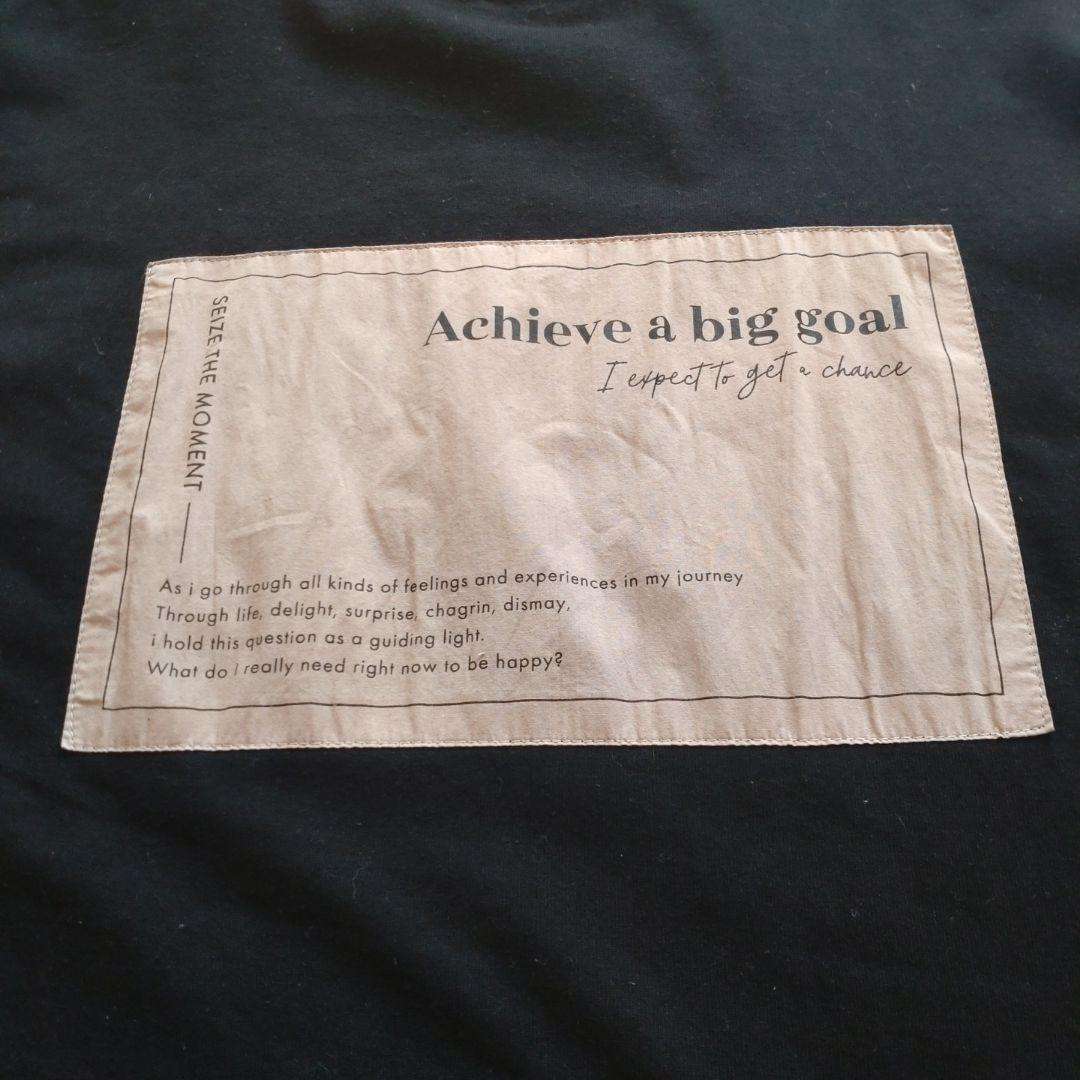 Achieve a big goal
I expect to get a chance
SEIZE THE MOMENT
As i go through all kinds of feelings and experiences in my journey
Through life, delight, surprise, chagrin, dismay,
i hold this question as a guiding light.
What do i really need right now to be happy?